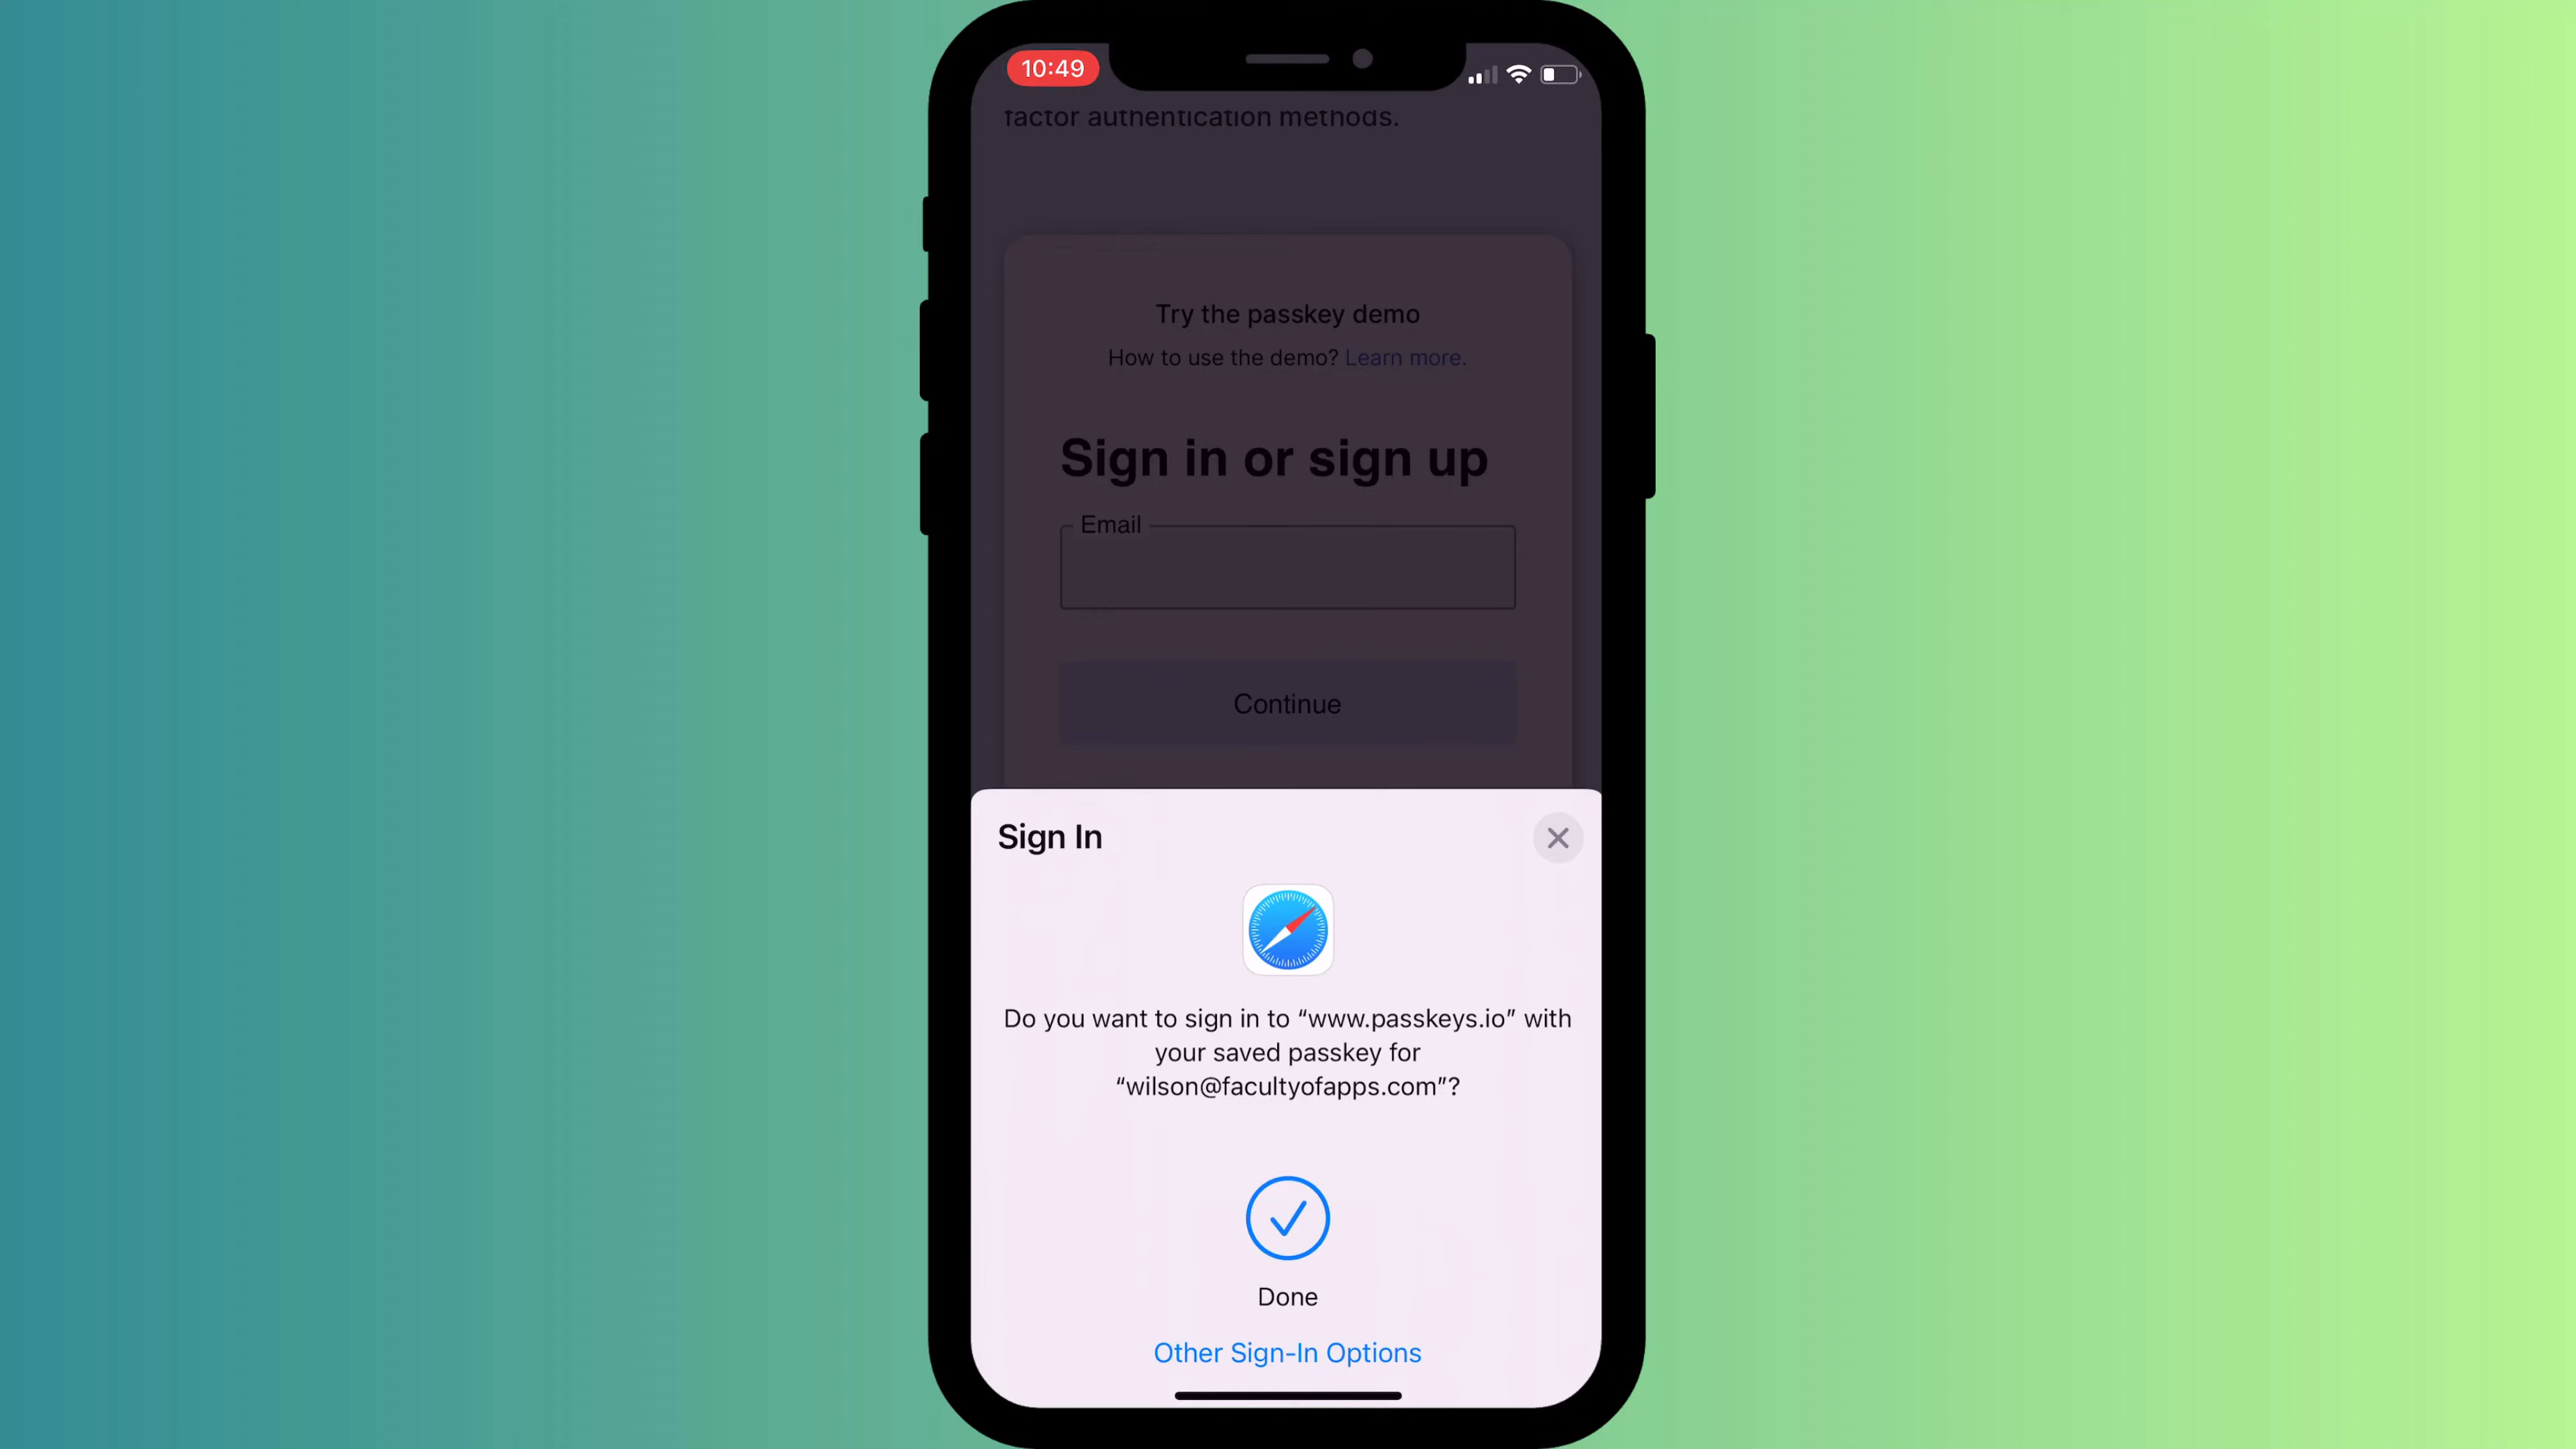 10:49
factor authentication methods.
Try the passkey demo
How to use the demo? Learn more.
Sign in or sign up
Email
Continue
Sign In
Do you want to sign in to “www.passkeys.io” with
your saved passkey for
“wilson@facultyofapps.com”?
Done
Other Sign-In Options